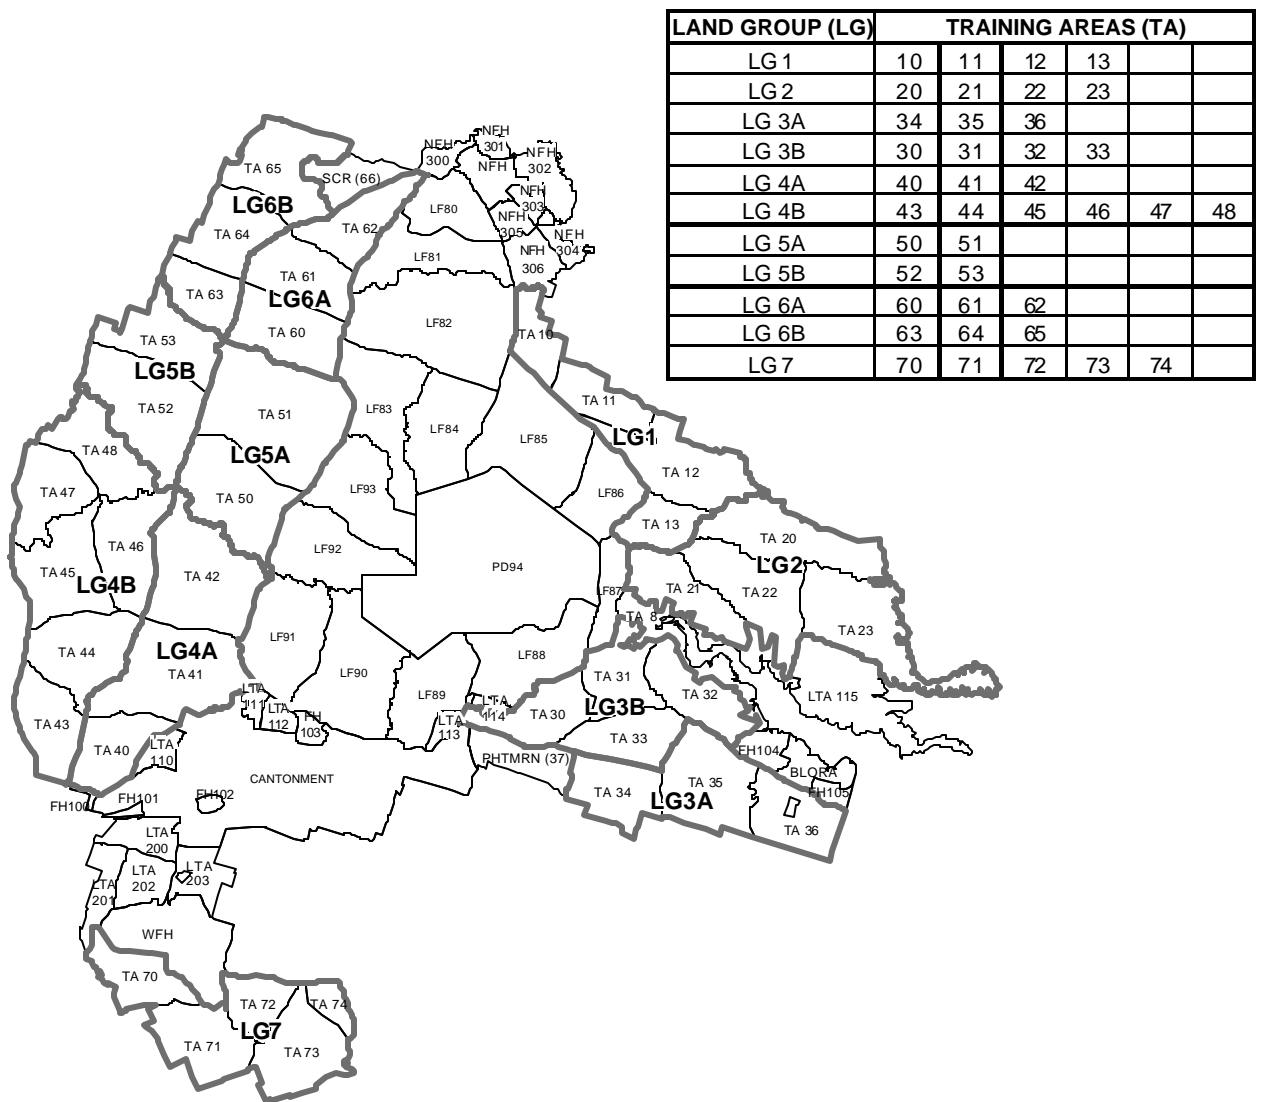 LAND GROUP (LG) TRAINING AREAS (TA)
LG 1 10 11 12 13
LG 2 20 21 22 23
LG 3A 34 35 36
LG 3B 30 31 32 33
LG 4A 40 41 42
LG 4B 43 44 45 46 47 48
LG 5A 50 51
LG 5B 52 53
LG 6A 60 61 62
LG 6B 63 64 65
LG 7 70 71 72 73 74
NFH
301
NFH
300
NFH
NFH
302
TA 65
SCR (66)
NFH
303
LG6B
LF80
NFH
305
TA 62
TA 64
NFH
304
NFH
306
LF81
TA 61
TA 63
LG6A
LF82
TA 60
TA 10
TA 53
LG5B
TA 52
TA 51
LF83
LF84
LF85
TA 11
LG1
TA 48
LG5A
TA 12
TA 47
TA 50
LF93
LF86
TA 13
TA 20
TA 46
LF92
LG2
TA 45
LG4B
TA 42
PD94
LF87
TA 21
TA 22
TA 8
TA 23
LF91
TA 44
LG4A
TA 41
LF88
LF90
TA 31
LF89
TA 32
LTA
111
LTA
112
FH
103
LTA
114
LTA 115
LG3B
TA 30
TA 43
LTA
113
TA 33
TA 40
LTA
110
PHTMRN (37)
FH104
BLORA
CANTONMENT
TA 34
TA 35
FH105
FH100
FH101
FH102
LG3A
TA 36
LTA
200
LTA
202
LTA
203
LTA
201
WFH
TA 70
TA 72
TA 74
LG7
TA 71
TA 73